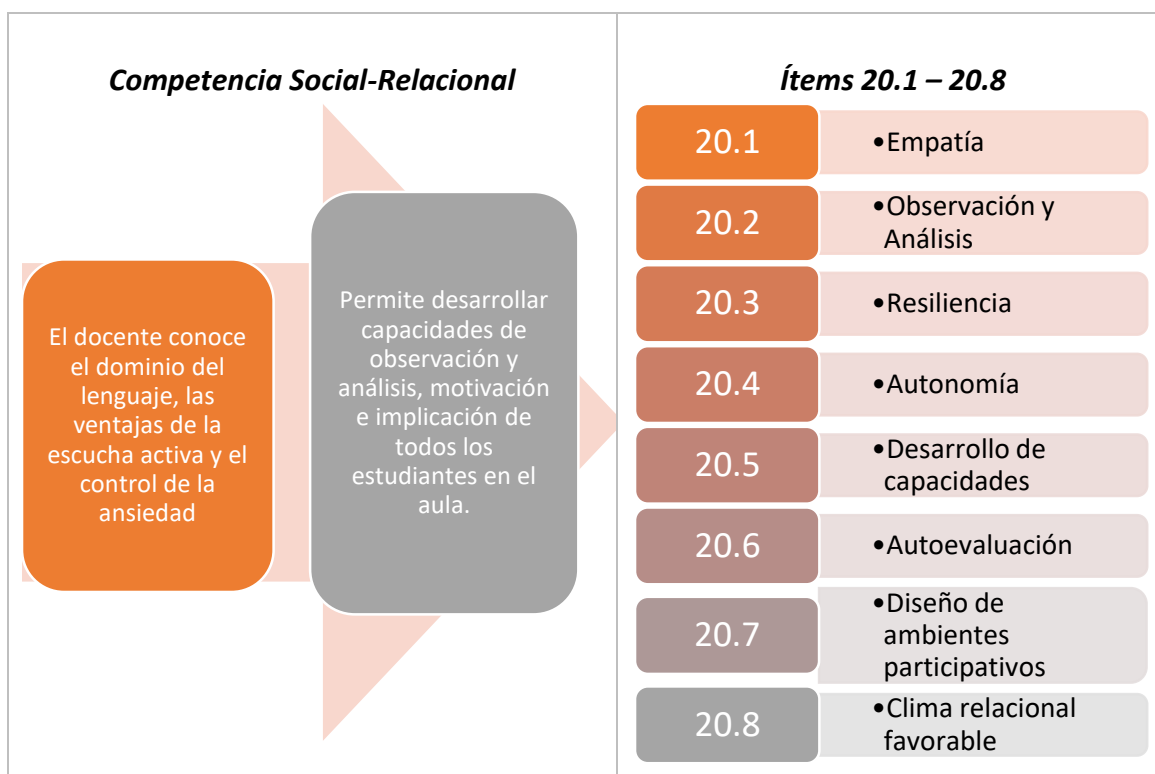 Competencia Social-Relacional
El docente conoce
el dominio del
lenguaje, las
ventajas de la
escucha activa y el
control de la
ansiedad
Permite desarrollar
capacidades de
observación y
análisis, motivación
e implicación de
todos los
estudiantes en el
aula.
Ítems 20.1 – 20.8
20.1
•Empatía
20.2
•Observación y
Análisis
20.3
•Resiliencia
20.4
•Autonomía
20.5
•Desarrollo de
capacidades
20.6
•Autoevaluación
20.7
•Diseño de
ambientes
participativos
20.8
•Clima relacional
favorable